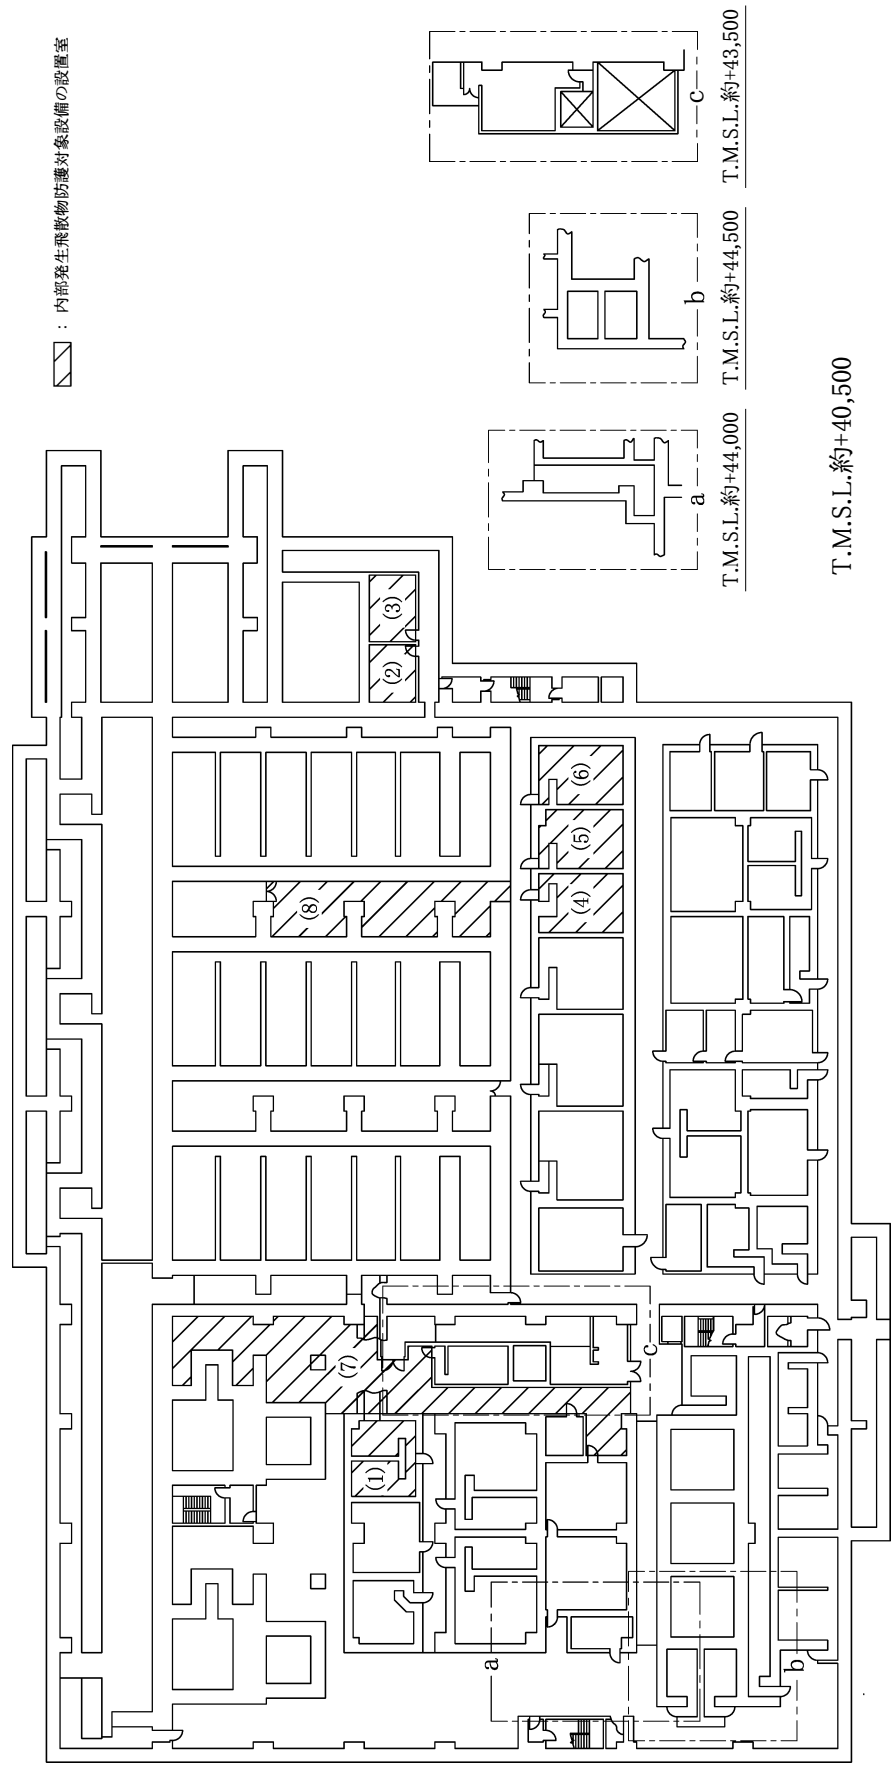 ：内部発生飛散物防護対象設備の設置室
(1)
(2)
(3)
(4)
(5)
(6)
(7)
(8)
a
b
c
a
T.M.S.L.約+44,000
b
T.M.S.L.約+44,500
c
T.M.S.L.約+43,500
T.M.S.L.約+40,500